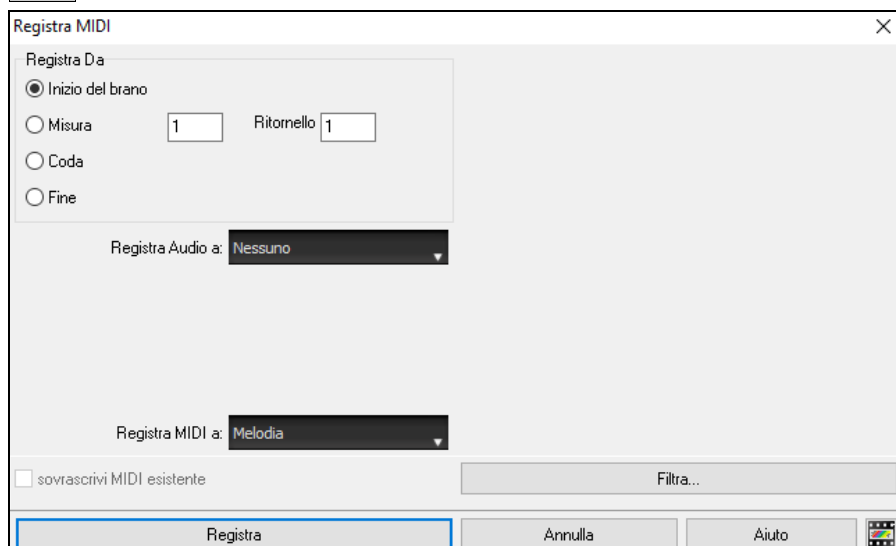 Registra MIDI
Registra Da
Inizio del brano
Misura 1 Ritornello 1
Coda
Fine
Registra Audio a: Nessuno
Registra MIDI a: Melodia
sovrascrivi MIDI esistente Filtra...
Registra Annulla Aiuto